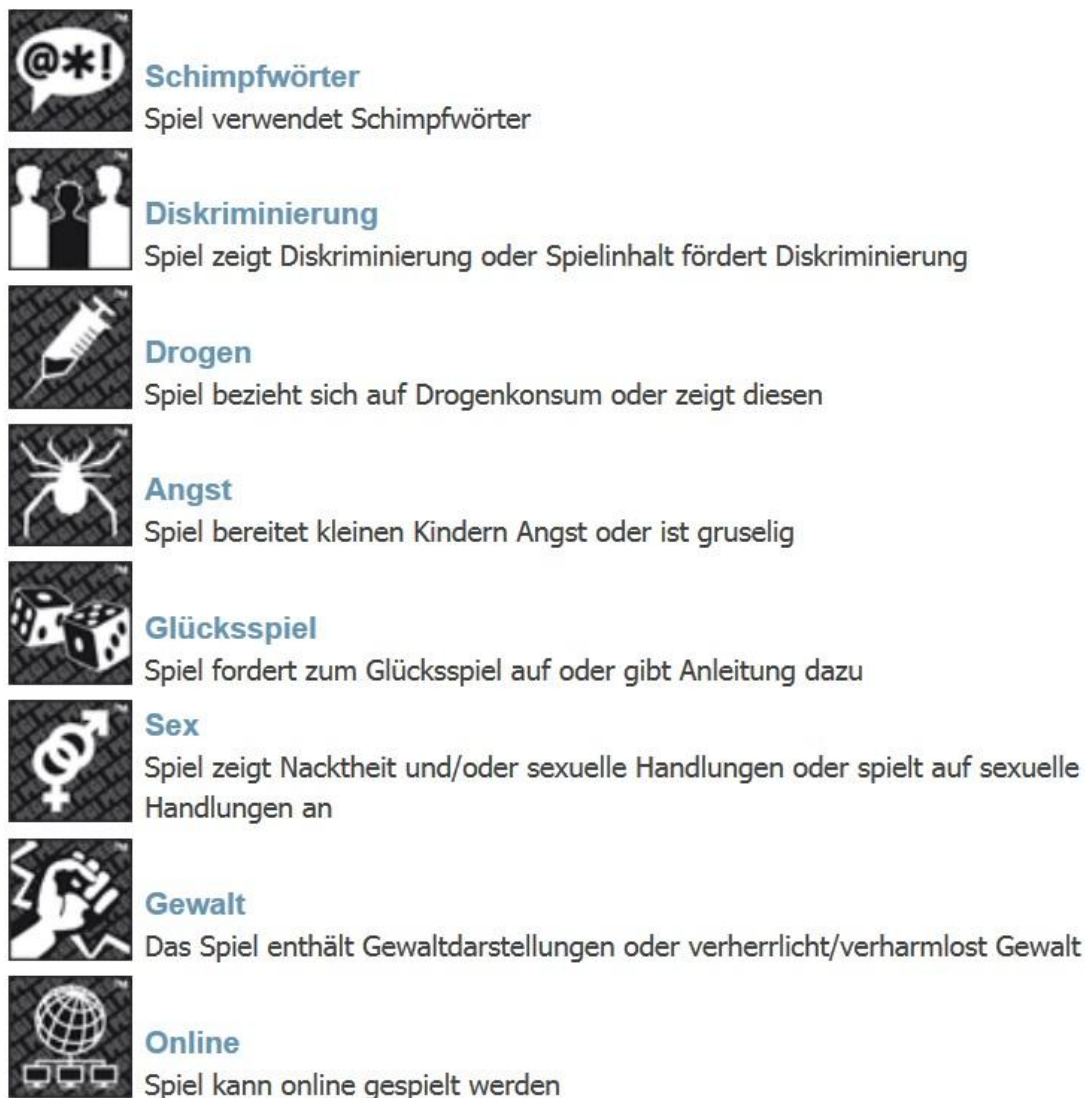 @*!
Schimpfwörter
Spiel verwendet Schimpfwörter
Diskriminierung
Spiel zeigt Diskriminierung oder Spielinhalt fördert Diskriminierung
Drogen
Spiel bezieht sich auf Drogenkonsum oder zeigt diesen
Angst
Spiel bereitet kleinen Kindern Angst oder ist gruselig
Glücksspiel
Spiel fordert zum Glücksspiel auf oder gibt Anleitung dazu
Sex
Spiel zeigt Nacktheit und/oder sexuelle Handlungen oder spielt auf sexuelle
Handlungen an
Gewalt
Das Spiel enthält Gewaltdarstellungen oder verherrlicht/verharmlost Gewalt
Online
Spiel kann online gespielt werden